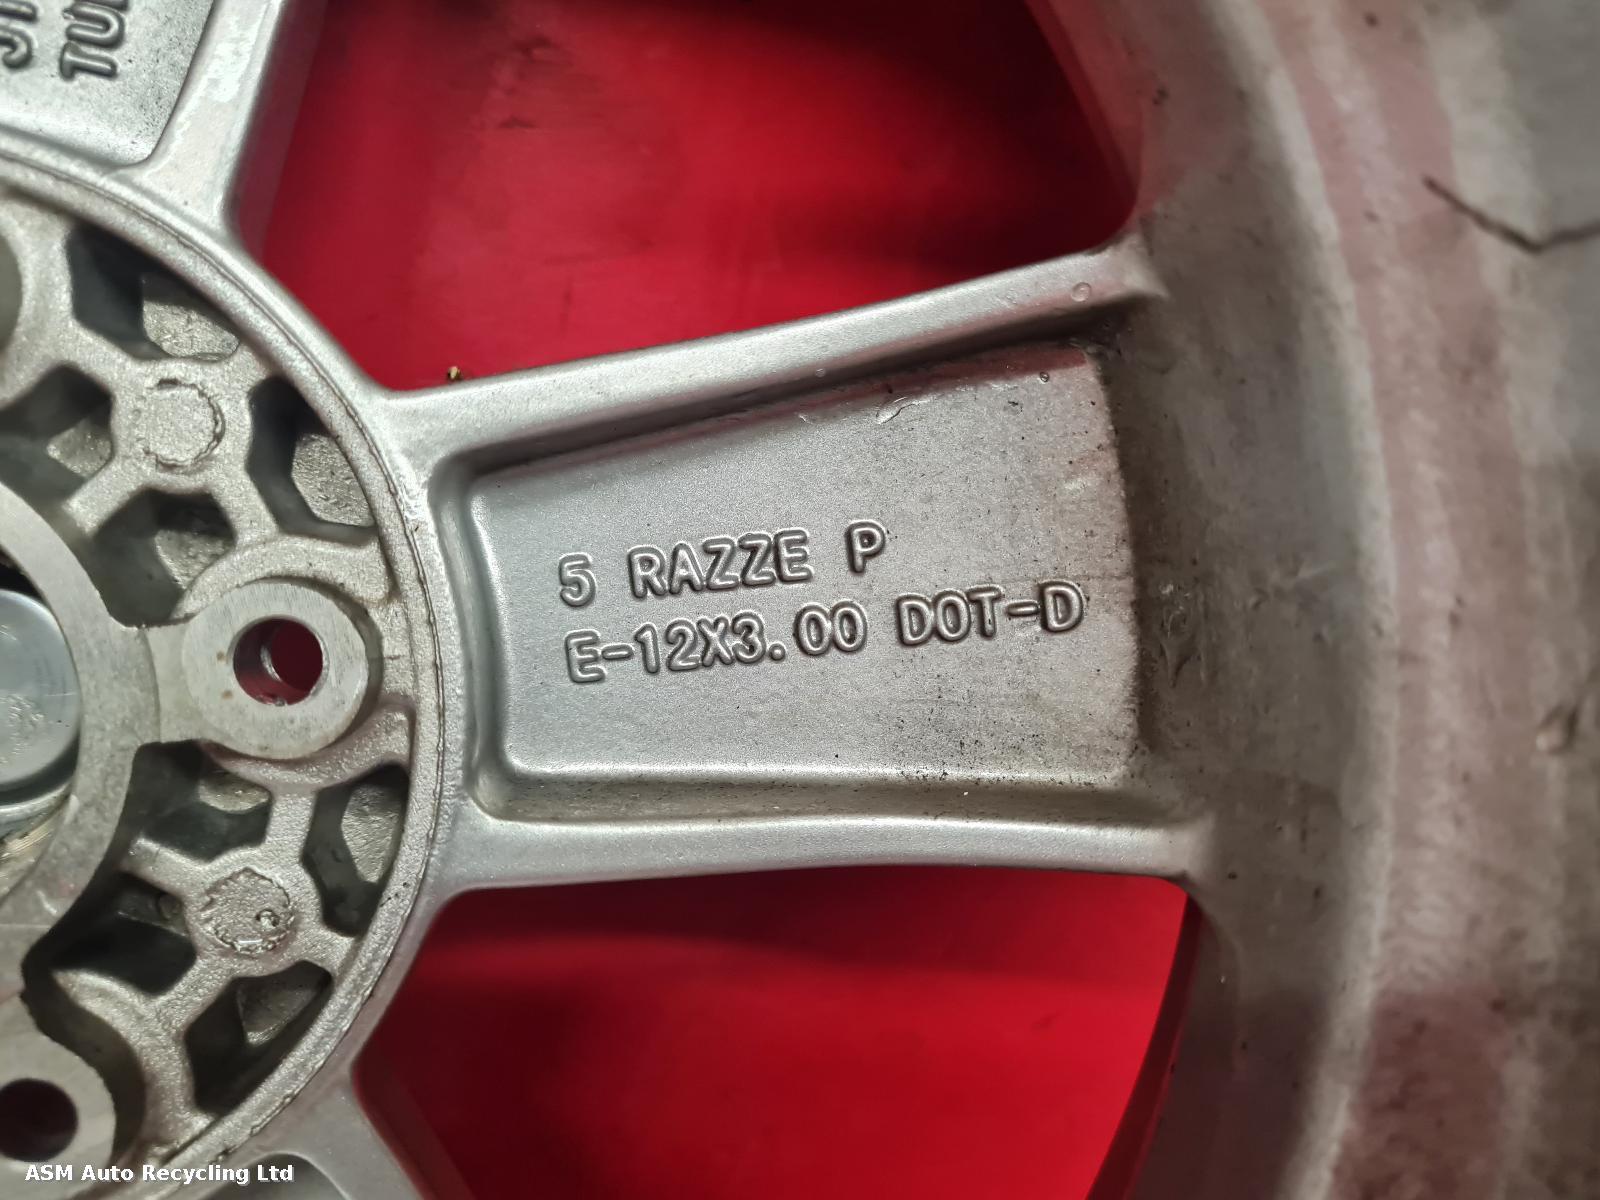 5 RAZZE P
E-12X3.00 DOT-D
ASM Auto Recycling Ltd